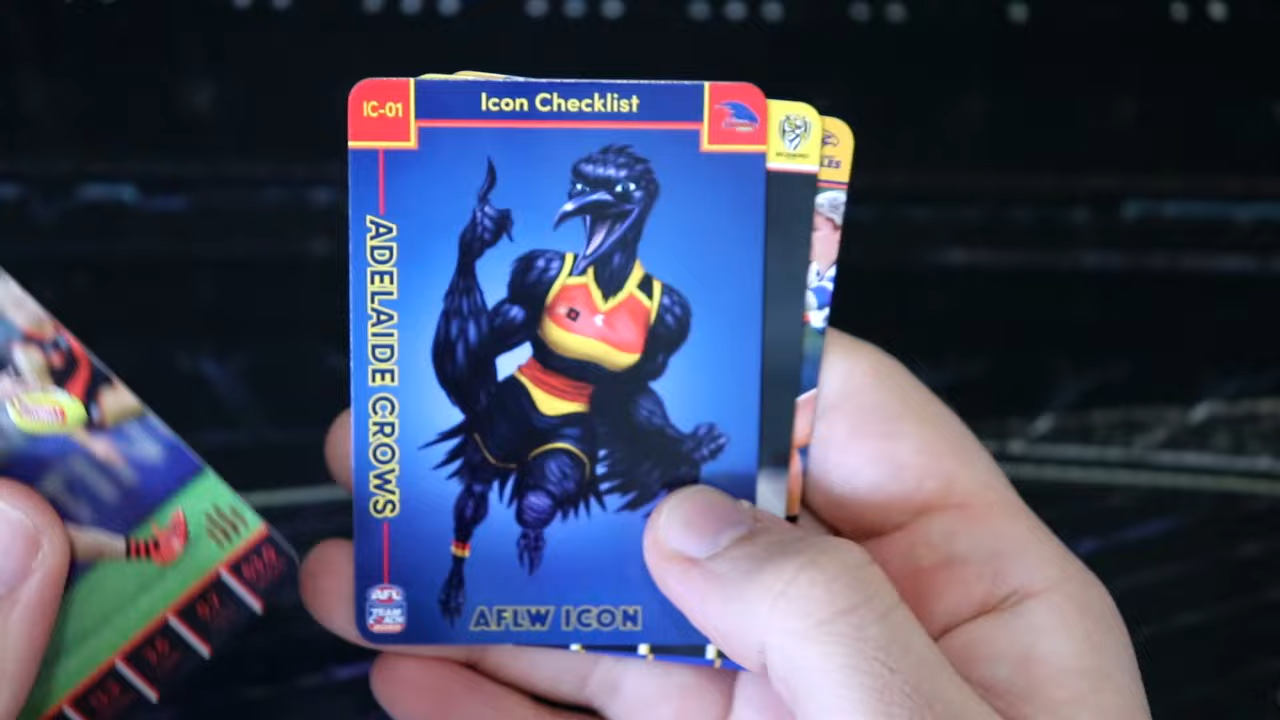 IC-01
Icon Checklist
ADELAIDE CROWS
AFL
TEAM
COACH
AFLW ICON